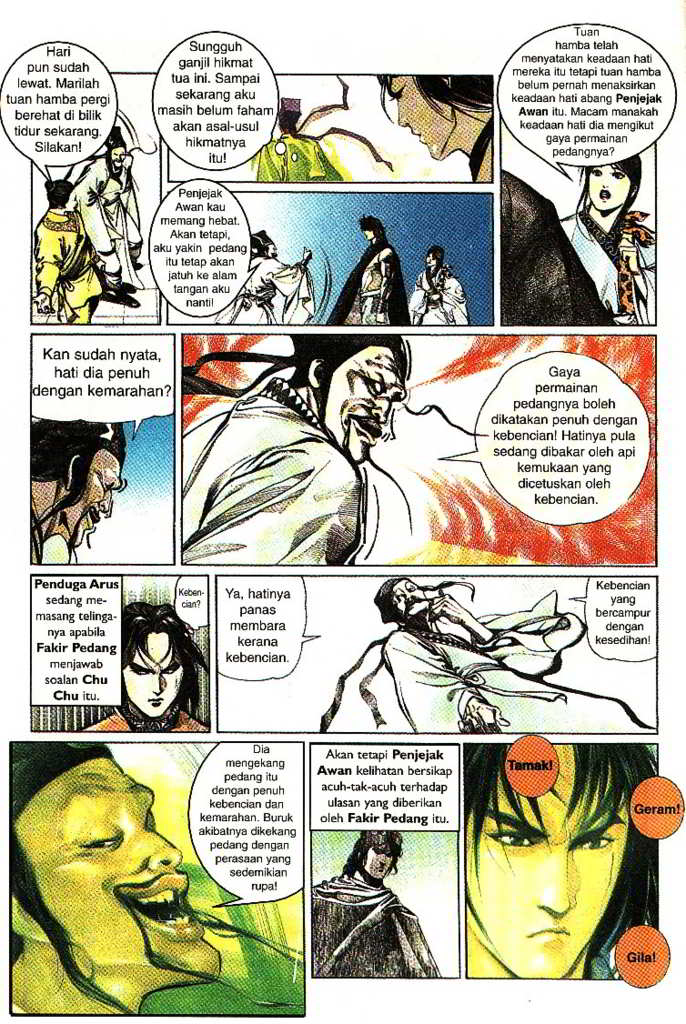 Hari
pun sudah
lewat. Marilah
tuan hamba pergi
berehat di bilik
tidur sekarang.
Silakan!
Sungguh
ganjil hikmat
tua ini. Sampai
sekarang aku
masih belum faham
akan asal-usul
hikmatnya
itu!
Penjejak
Awan kau
memang hebat.
Akan tetapi,
aku yakin pedang
itu tetap akan
jatuh ke alam
tangan aku
nanti!
Tuan
hamba telah
menyatakan keadaan hati
mereka itu tetapi tuan hamba
belum pernah menaksirkan
keadaan hati abang Penjejak
Awan itu. Macam manakah
keadaan hati dia mengikut
gaya permainan
pedangnya?
Kan sudah nyata,
hati dia penuh
dengan kemarahan?
Gaya
permainan
pedangnya boleh
dikatakan penuh dengan
kebencian! Hatinya pula
sedang dibakar oleh api
kemukaan yang
dicetuskan oleh
kebencian.
Penduga Arus
sedang me-
masang telinga-
nya apabila
Fakir Pedang
menjawab
soalan Chu
Chu itu.
Keben-
cian?
Ya, hatinya
panas
membara
kerana
kebencian.
Kebencian
yang
bercampur
dengan
kesedihan!
Dia
mengekang
pedang itu
dengan penuh
kebencian dan
kemarahan. Buruk
akibatnya dikekang
pedang dengan
perasaan yang
sedemikian
rupa!
Akan tetapi Penjejak
Awan kelihatan bersikap
acuh-tak-acuh terhadap
ulasan yang diberikan
oleh Fakir Pedang itu.
Tamak!
Geram!
Gila!